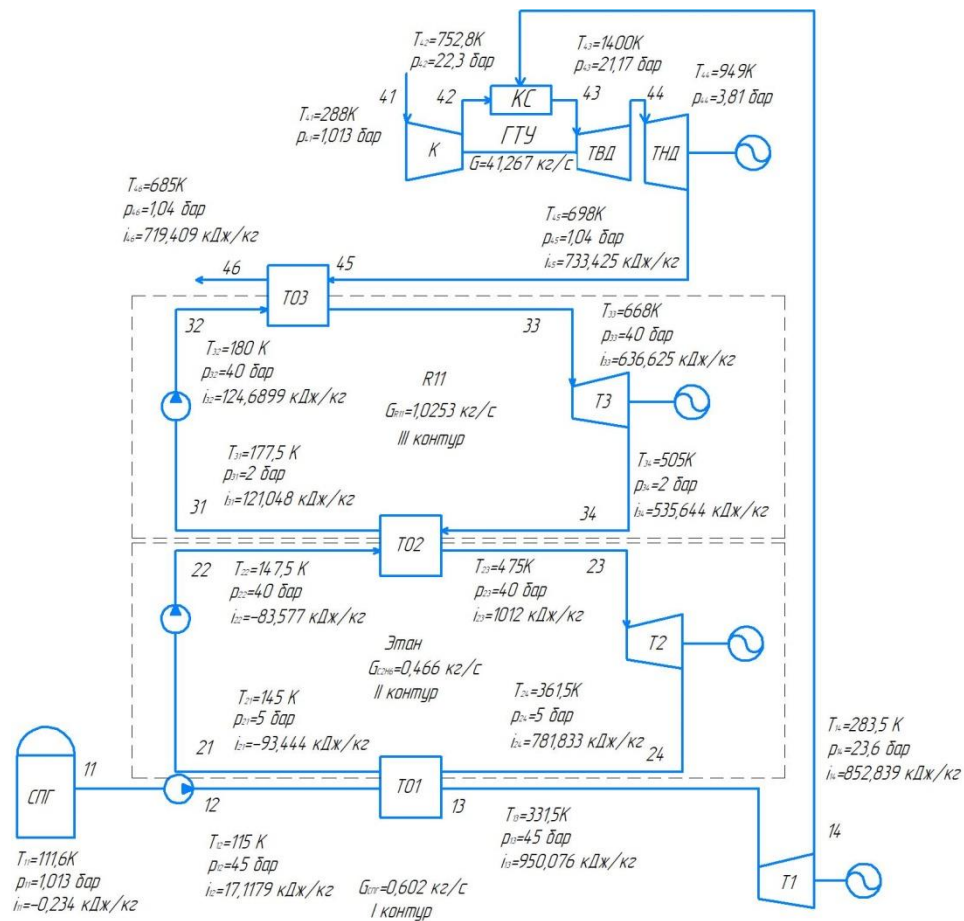 T₄₂=752,8K
p₄₂=22,3 бар
T₄₃=1400K
p₄₃=21,17 бар
T₄₄=949K
p₄₄=3,81 бар
41
42
КС
43
44
T₄₁=288K
p₄₁=1,013 бар
К
ГТУ
G=41,267 кг/с
ТВД
ТНД
T₄₆=685K
p₄₆=1,04 бар
i₄₆=719,409 кДж/кг
T₄₅=698K
p₄₅=1,04 бар
i₄₅=733,425 кДж/кг
46
45
ТО3
32
33
T₃₃=668K
p₃₃=40 бар
i₃₃=636,625 кДж/кг
T₃₂=180 K
p₃₂=40 бар
i₃₂=124,6899 кДж/кг
R11
G_R11=1,0253 кг/с
III контур
Т3
T₃₁=177,5 K
p₃₁=2 бар
i₃₁=121,048 кДж/кг
T₃₄=505K
p₃₄=2 бар
i₃₄=535,644 кДж/кг
31
34
ТО2
22
23
T₂₂=147,5 K
p₂₂=40 бар
i₂₂=-83,577 кДж/кг
T₂₃=475K
p₂₃=40 бар
i₂₃=1012 кДж/кг
Этан
G_C2H6=0,466 кг/с
II контур
Т2
T₂₁=145 K
p₂₁=5 бар
i₂₁=-93,444 кДж/кг
T₂₄=361,5K
p₂₄=5 бар
i₂₄=781,833 кДж/кг
21
24
T₁₄=283,5 K
p₁₄=23,6 бар
i₁₄=852,839 кДж/кг
СПГ
11
12
ТО1
13
14
T₁₃=331,5K
p₁₃=45 бар
i₁₃=950,076 кДж/кг
T₁₁=111,6K
p₁₁=1,013 бар
i₁₁=-0,234 кДж/кг
T₁₂=115 K
p₁₂=45 бар
i₁₂=17,1179 кДж/кг
G_СПГ=0,602 кг/с
I контур
Т1